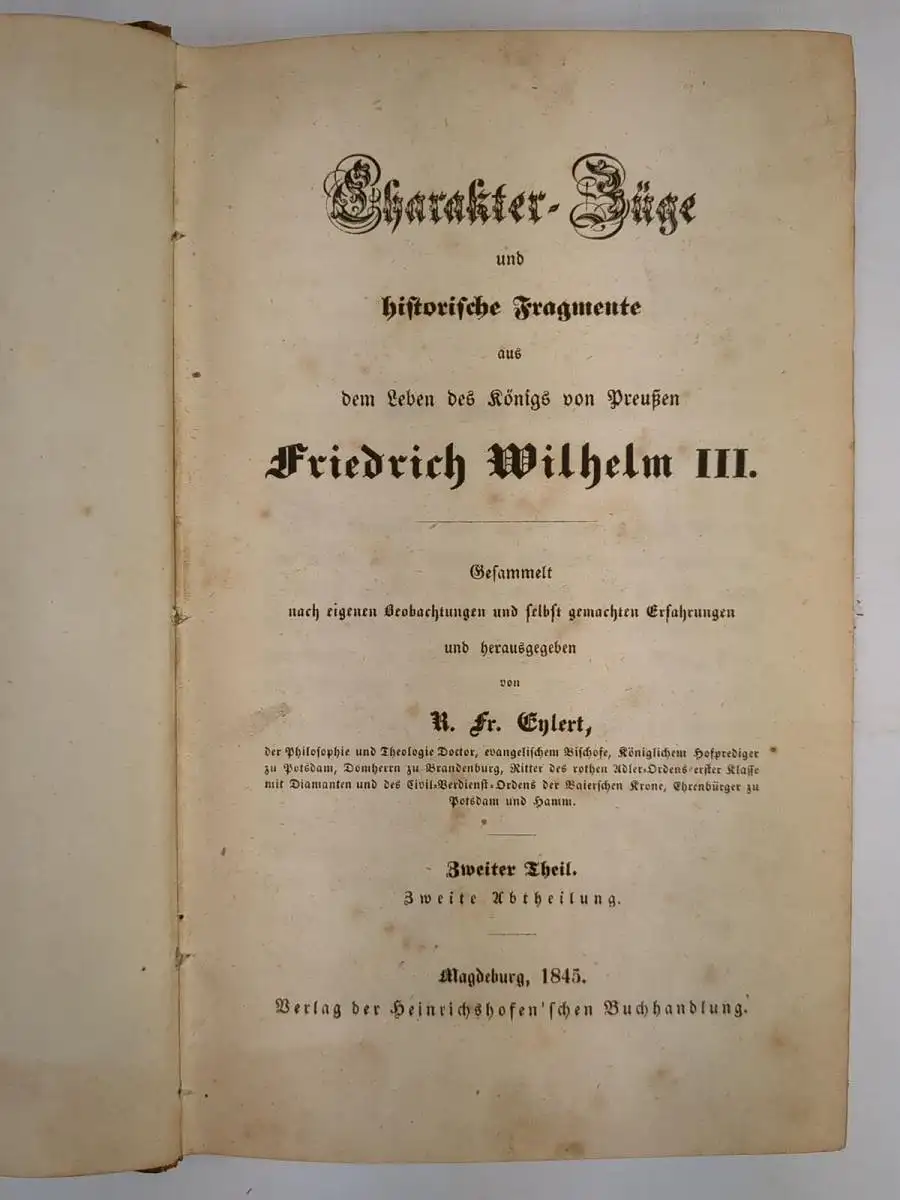 Charakter-Züge
und
historische Fragmente
aus
dem Leben des Königs von Preußen
Friedrich Wilhelm III.
Gesammelt
nach eigenen Beobachtungen und selbst gemachten Erfahrungen
und herausgegeben
von
R. Fr. Eylert,
der Philosophie und Theologie Doctor, evangelischem Bischofe, Königlichem Hofprediger
zu Potsdam, Domherrn zu Brandenburg, Ritter des rothen Adler-Ordens erster Klasse
mit Diamanten und des Civil-Verdienst-Ordens der Baierschen Krone, Ehrenbürger zu
Potsdam und Hamm.
Zweiter Theil.
Zweite Abtheilung.
Magdeburg, 1845.
Verlag der Heinrichshofen'schen Buchhandlung.